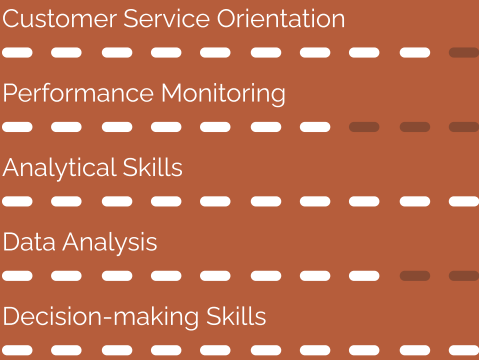 Customer Service Orientation
Performance Monitoring
Analytical Skills
Data Analysis
Decision-making Skills